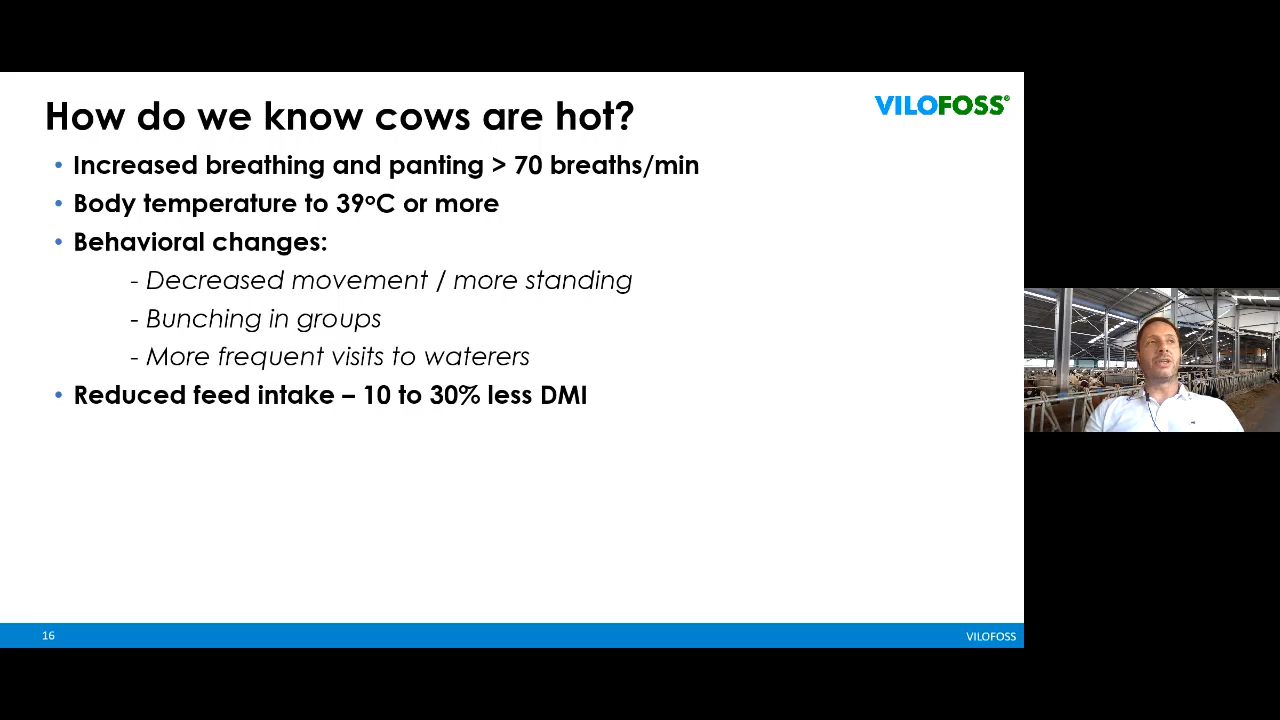 How do we know cows are hot?
VILOFOSS®
• Increased breathing and panting > 70 breaths/min
• Body temperature to 39°C or more
• Behavioral changes:
- Decreased movement / more standing
- Bunching in groups
- More frequent visits to waterers
• Reduced feed intake – 10 to 30% less DMI
16
VILOFOSS